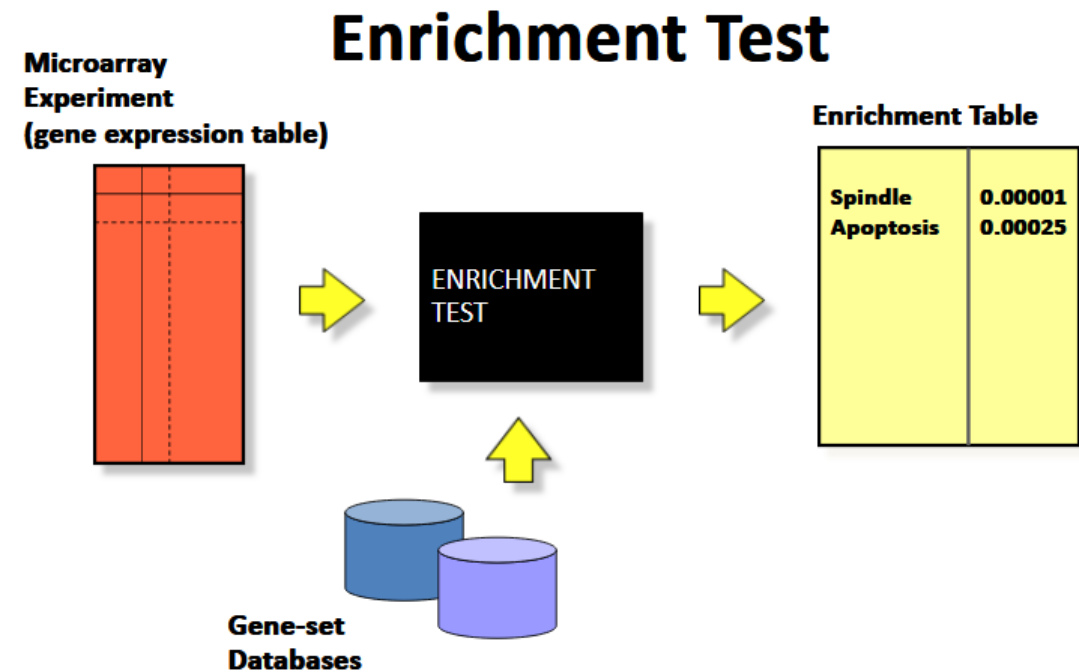 Enrichment Test
Microarray
Experiment
(gene expression table)
ENRICHMENT
TEST
Enrichment Table
Spindle 0.00001
Apoptosis 0.00025
Gene-set
Databases